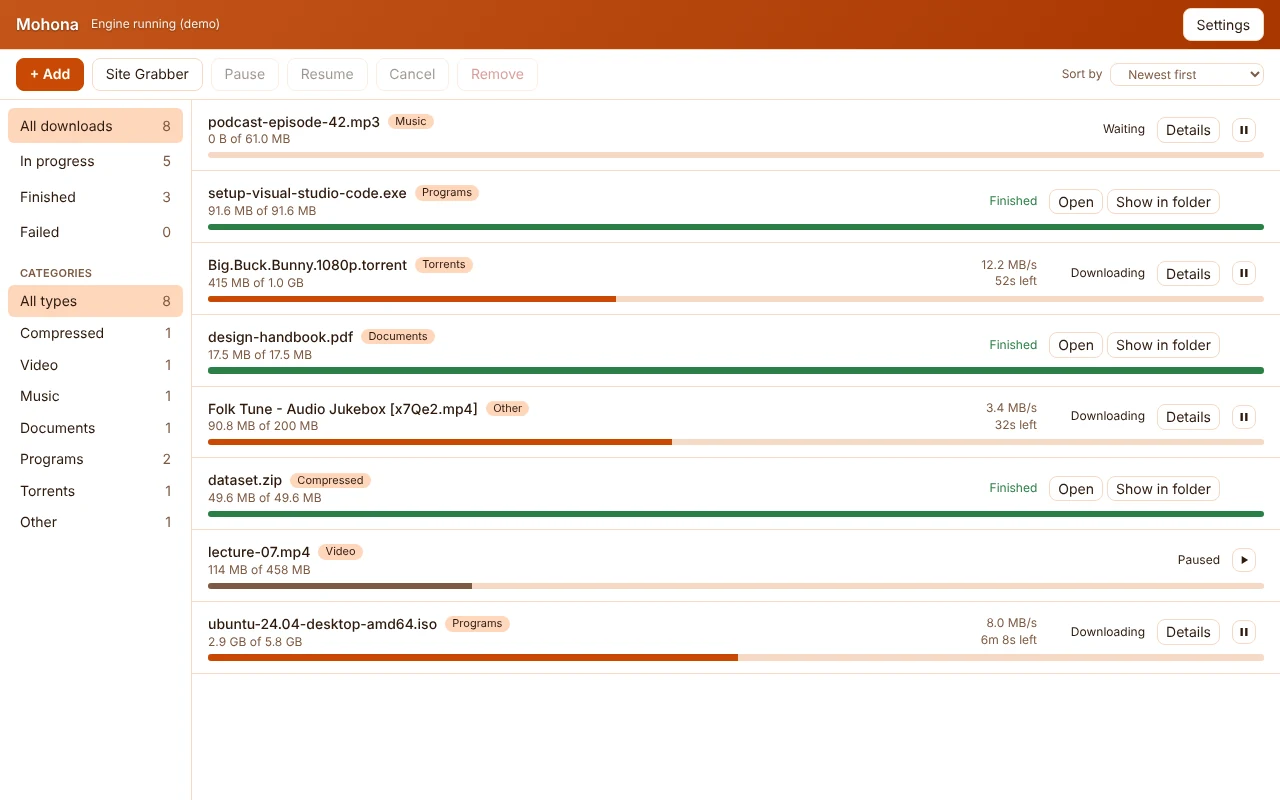 Mohona Engine running (demo) Settings
+ Add Site Grabber Pause Resume Cancel Remove Sort by Newest first
All downloads 8
In progress 5
Finished 3
Failed 0
CATEGORIES
All types 8
Compressed 1
Video 1
Music 1
Documents 1
Programs 2
Torrents 1
Other 1
podcast-episode-42.mp3 Music
0 B of 61.0 MB
Waiting Details
setup-visual-studio-code.exe Programs
91.6 MB of 91.6 MB
Finished Open Show in folder
Big.Buck.Bunny.1080p.torrent Torrents
415 MB of 1.0 GB
12.2 MB/s
52s left
Downloading Details
design-handbook.pdf Documents
17.5 MB of 17.5 MB
Finished Open Show in folder
Folk Tune - Audio Jukebox [x7Qe2.mp4] Other
90.8 MB of 200 MB
3.4 MB/s
32s left
Downloading Details
dataset.zip Compressed
49.6 MB of 49.6 MB
Finished Open Show in folder
lecture-07.mp4 Video
114 MB of 458 MB
Paused
ubuntu-24.04-desktop-amd64.iso Programs
2.9 GB of 5.8 GB
8.0 MB/s
6m 8s left
Downloading Details